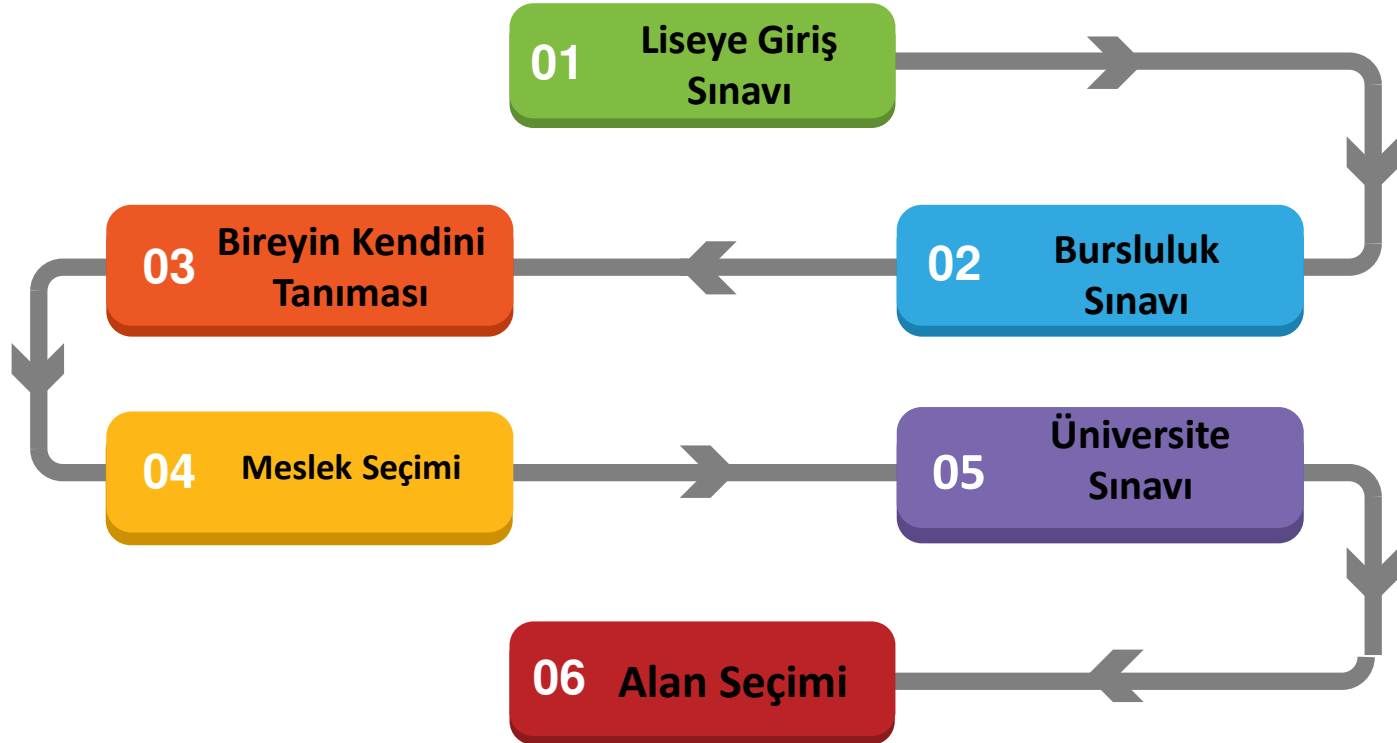 01
Liseye Giriş
Sınavı
02
Bursluluk
Sınavı
03
Bireyin Kendini
Tanıması
04
Meslek Seçimi
05
Üniversite
Sınavı
06
Alan Seçimi